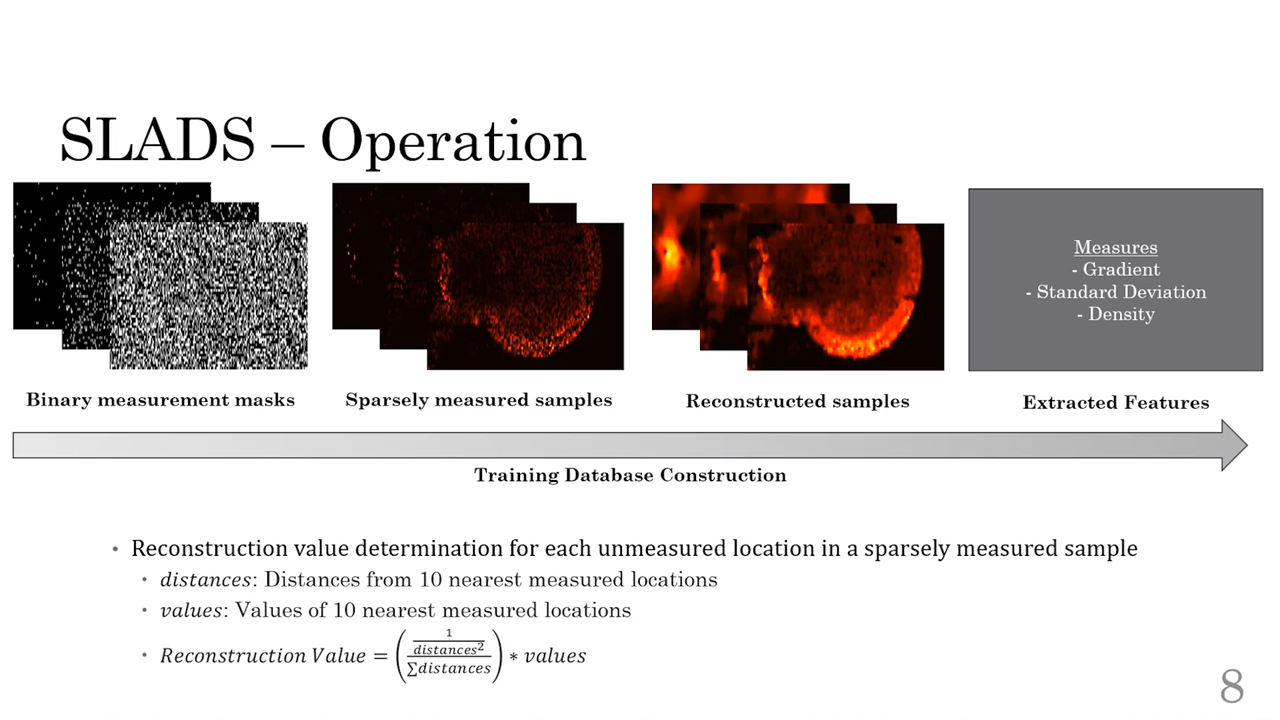 SLADS – Operation
Measures
- Gradient
- Standard Deviation
- Density
Binary measurement masks
Sparsely measured samples
Reconstructed samples
Extracted Features
Training Database Construction
• Reconstruction value determination for each unmeasured location in a sparsely measured sample
• distances: Distances from 10 nearest measured locations
• values: Values of 10 nearest measured locations
• Reconstruction Value = ((1/distances²)/∑distances) * values
8